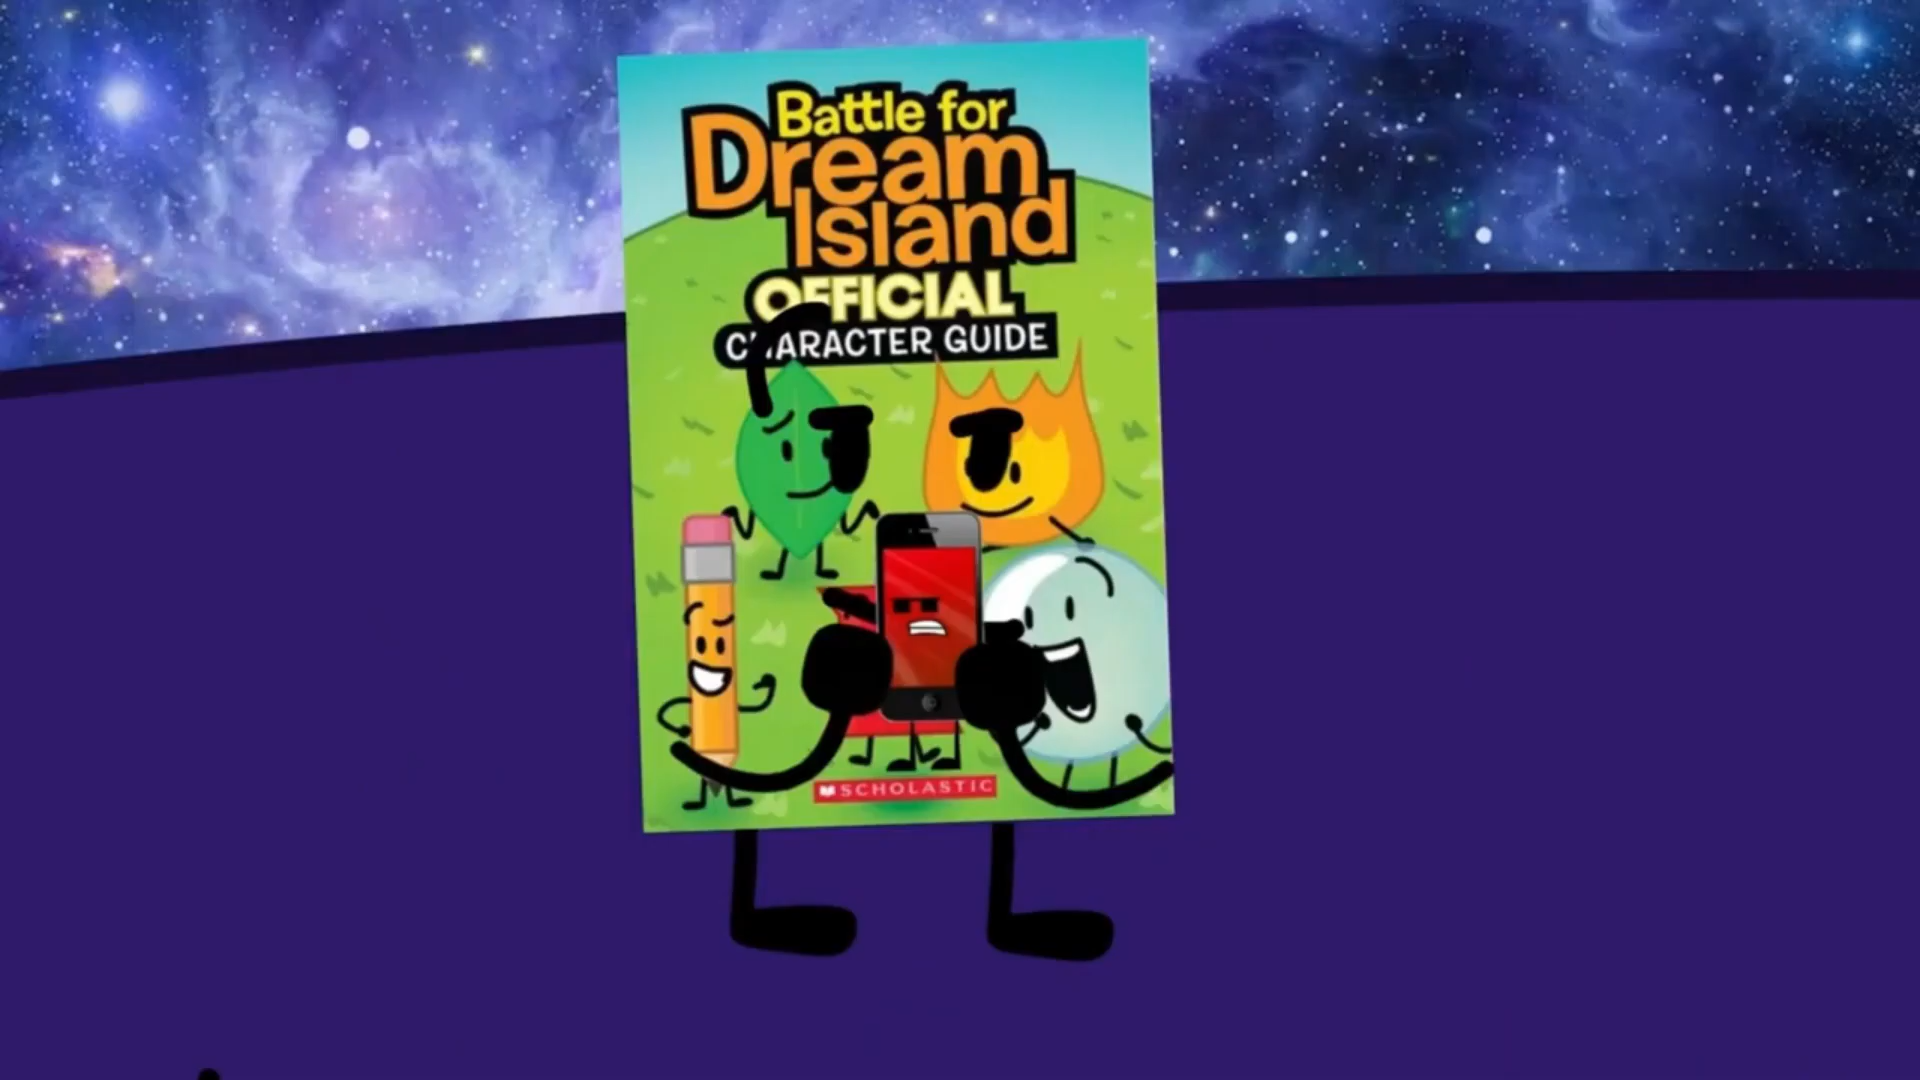 Battle for
Dream
Island
OFFICIAL
CHARACTER GUIDE
SCHOLASTIC